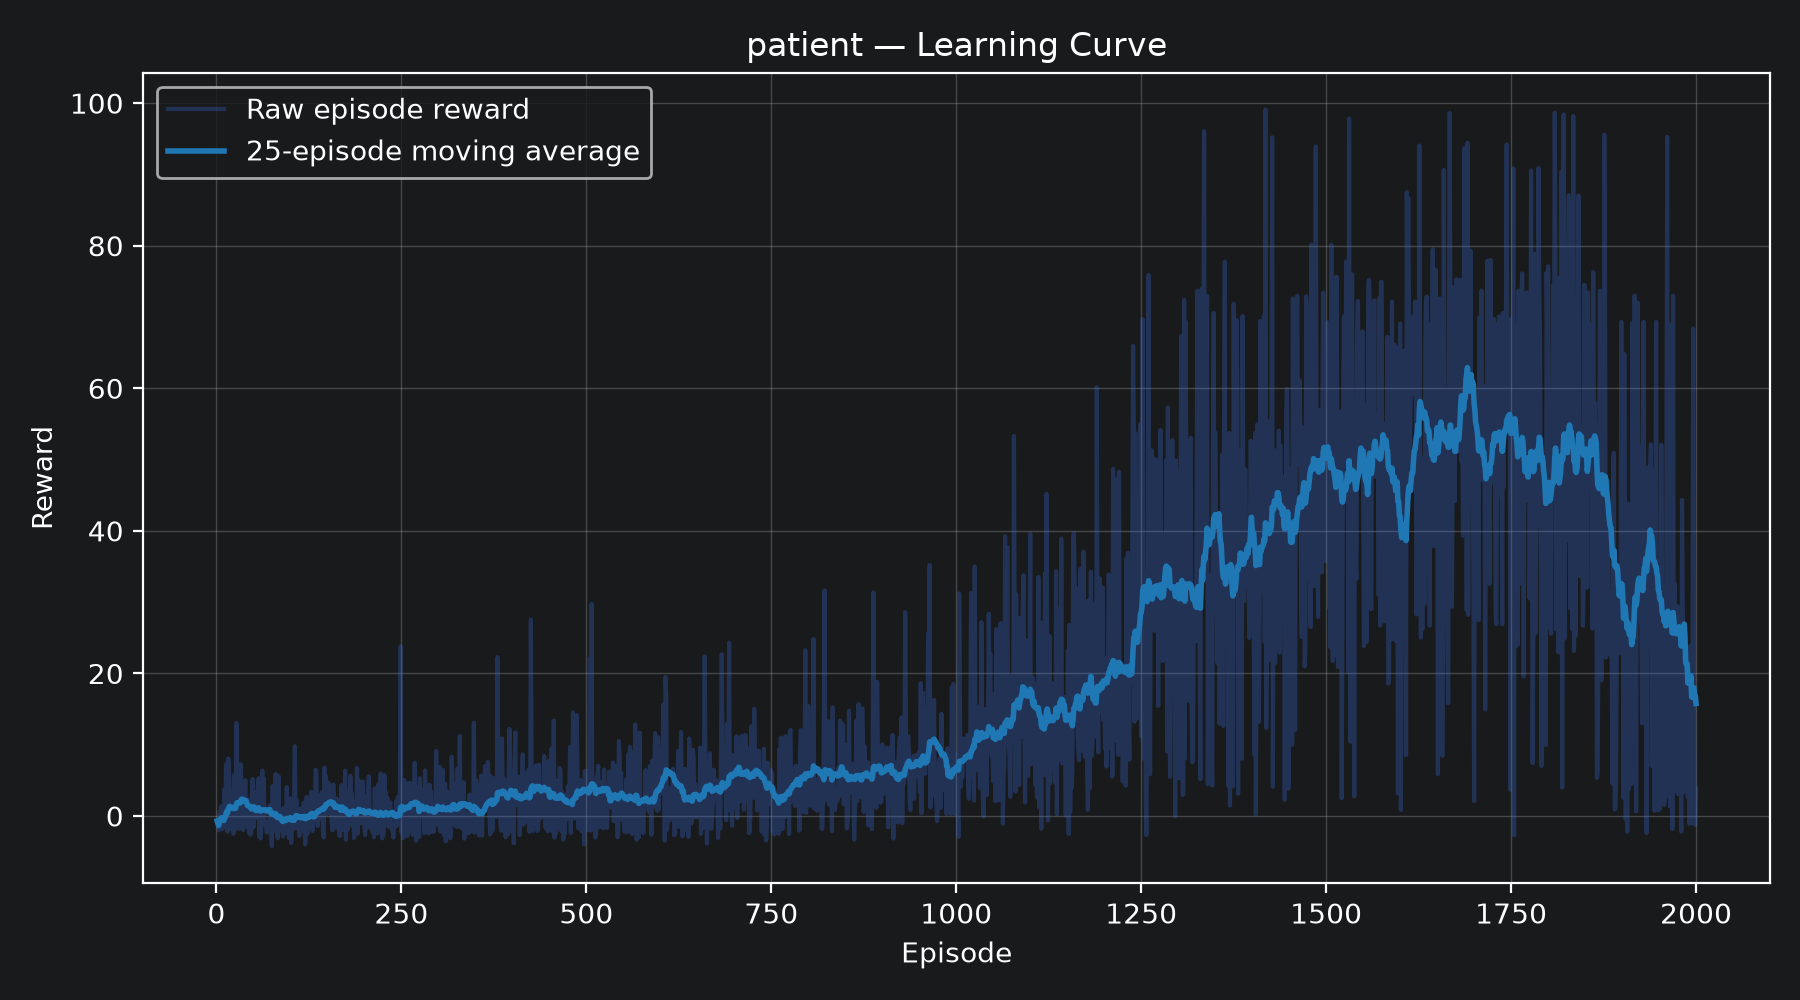 patient — Learning Curve
Raw episode reward
25-episode moving average
100
80
60
40
20
0
Reward
0 250 500 750 1000 1250 1500 1750 2000
Episode